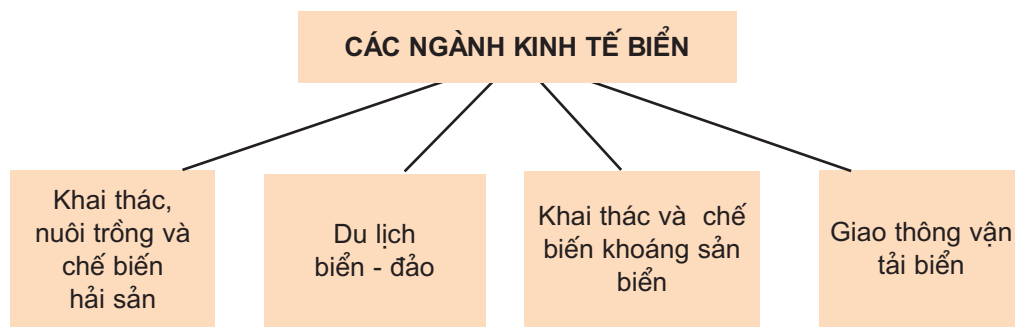 CÁC NGÀNH KINH TẾ BIỂN
Khai thác,
nuôi trồng và
chế biến
hải sản
Du lịch
biển - đảo
Khai thác và chế
biến khoáng sản
biển
Giao thông vận
tải biển